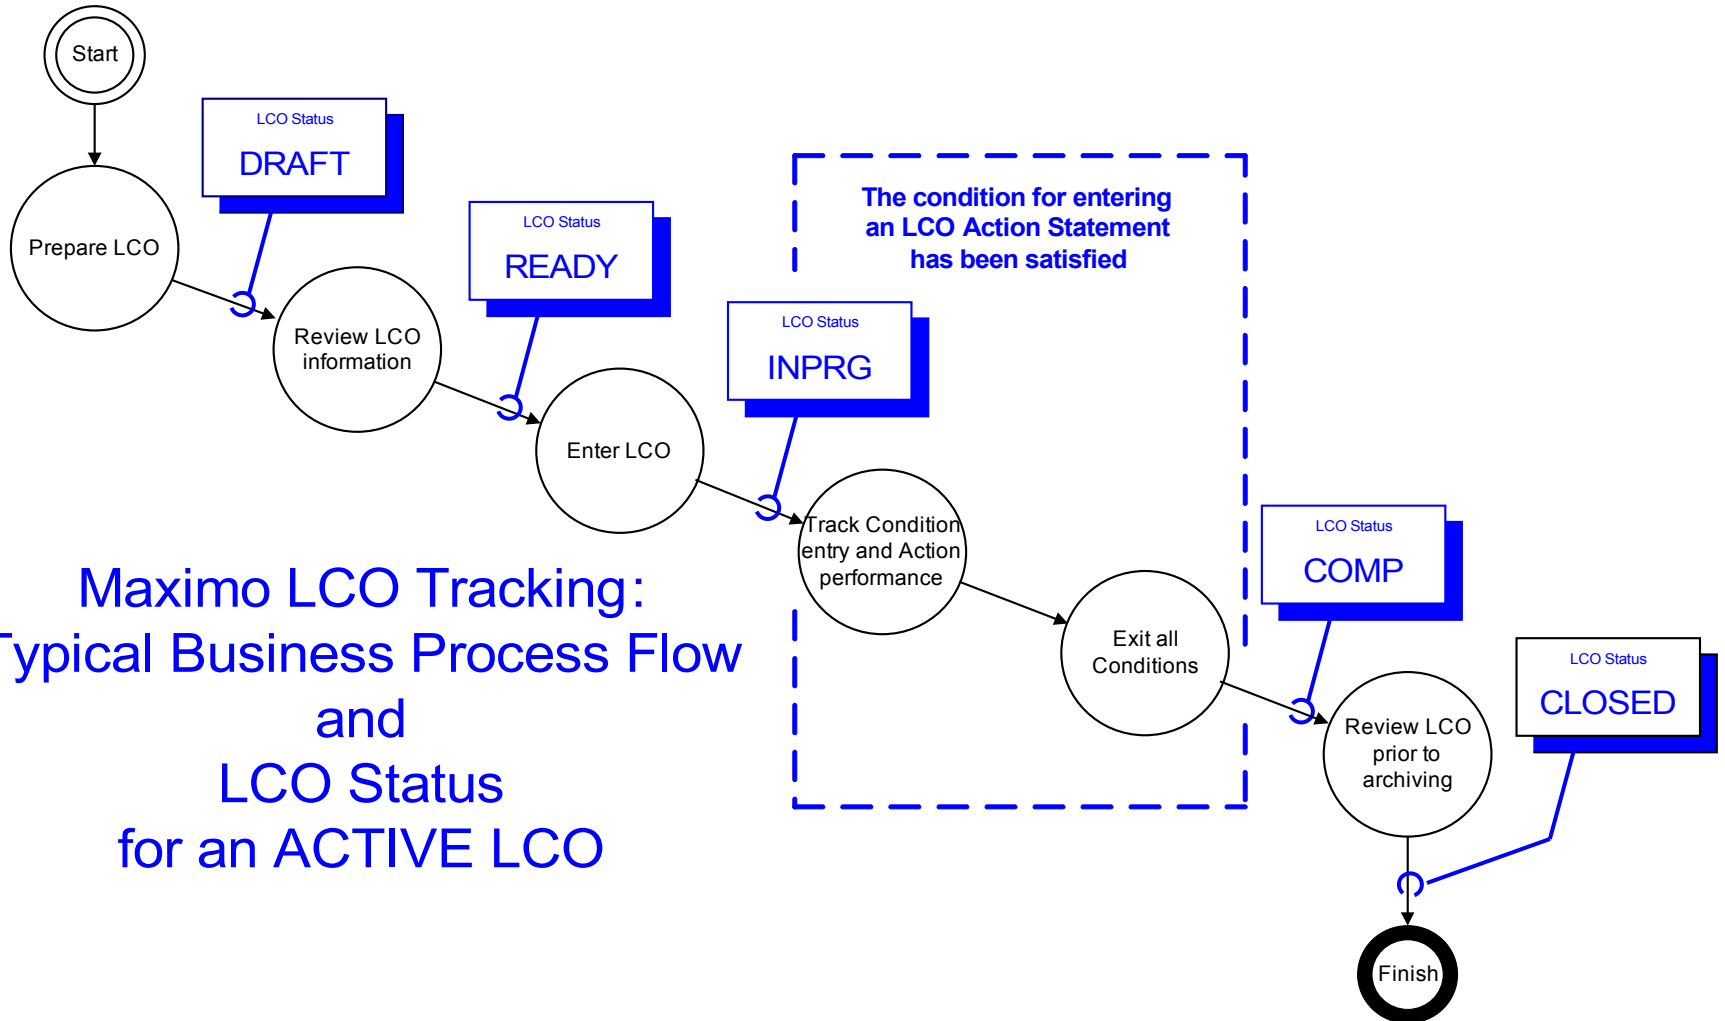 Start
LCO Status
DRAFT
Prepare LCO
LCO Status
READY
Review LCO
information
The condition for entering
an LCO Action Statement
has been satisfied
LCO Status
INPRG
Enter LCO
Track Condition
entry and Action
performance
LCO Status
COMP
Exit all
Conditions
LCO Status
CLOSED
Review LCO
prior to
archiving
Finish
Maximo LCO Tracking:
Typical Business Process Flow
and
LCO Status
for an ACTIVE LCO